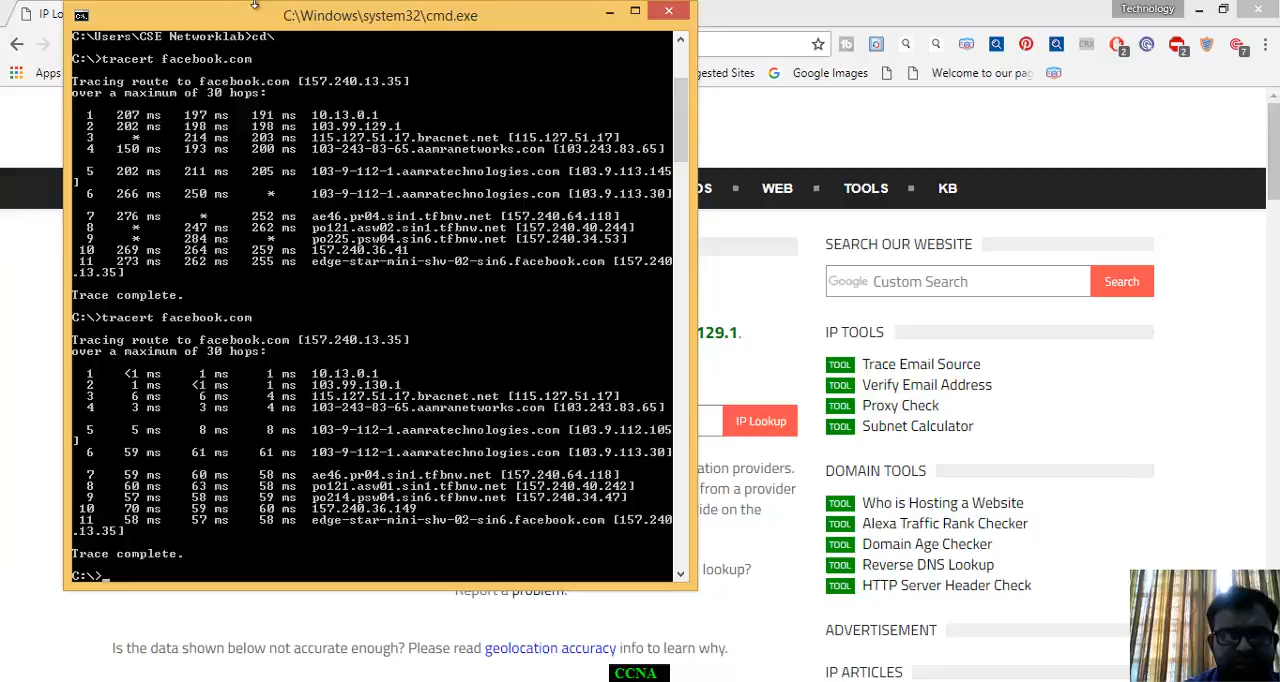 IP Lo
C:\Windows\system32\cmd.exe
Technology
Apps
gested Sites
Google Images
Welcome to our pag
C:\Users\CSE Networklab>cd\
C:\>tracert facebook.com
Tracing route to facebook.com [157.240.13.35]
over a maximum of 30 hops:
1 207 ms 197 ms 191 ms 10.13.0.1
2 202 ms 198 ms 198 ms 103.99.129.1
3 * 214 ms 203 ms 115.127.51.17.bracnet.net [115.127.51.17]
4 150 ms 193 ms 200 ms 103-243-83-65.aamranetworks.com [103.243.83.65]
5 202 ms 211 ms 205 ms 103-9-112-1.aamratechnologies.com [103.9.113.145
]
6 266 ms 250 ms * 103-9-112-1.aamratechnologies.com [103.9.113.30]
7 276 ms * 252 ms ae46.pr04.sin1.tfbnw.net [157.240.64.118]
8 * 247 ms 262 ms po121.asw02.sin1.tfbnw.net [157.240.40.244]
9 * 284 ms * po225.psw04.sin6.tfbnw.net [157.240.34.53]
10 269 ms 264 ms 259 ms 157.240.36.41
11 273 ms 262 ms 255 ms edge-star-mini-shv-02-sin6.facebook.com [157.240
.13.35]
Trace complete.
C:\>tracert facebook.com
Tracing route to facebook.com [157.240.13.35]
over a maximum of 30 hops:
1 <1 ms 1 ms 1 ms 10.13.0.1
2 1 ms <1 ms 1 ms 103.99.130.1
3 6 ms 6 ms 4 ms 115.127.51.17.bracnet.net [115.127.51.17]
4 3 ms 3 ms 4 ms 103-243-83-65.aamranetworks.com [103.243.83.65]
5 5 ms 8 ms 8 ms 103-9-112-1.aamratechnologies.com [103.9.112.105
]
6 59 ms 61 ms 61 ms 103-9-112-1.aamratechnologies.com [103.9.113.30]
7 59 ms 60 ms 58 ms ae46.pr04.sin1.tfbnw.net [157.240.64.118]
8 60 ms 63 ms 58 ms po121.asw01.sin1.tfbnw.net [157.240.40.242]
9 57 ms 58 ms 59 ms po214.psw04.sin6.tfbnw.net [157.240.34.47]
10 70 ms 59 ms 60 ms 157.240.36.149
11 58 ms 57 ms 58 ms edge-star-mini-shv-02-sin6.facebook.com [157.240
.13.35]
Trace complete.
C:\>_
WEB TOOLS KB
129.1.
IP Lookup
ation providers.
from a provider
ide on the
lookup?
Report a problem.
Is the data shown below not accurate enough? Please read geolocation accuracy info to learn why.
CCNA
SEARCH OUR WEBSITE
Google Custom Search
Search
IP TOOLS
TOOL Trace Email Source
TOOL Verify Email Address
TOOL Proxy Check
TOOL Subnet Calculator
DOMAIN TOOLS
TOOL Who is Hosting a Website
TOOL Alexa Traffic Rank Checker
TOOL Domain Age Checker
TOOL Reverse DNS Lookup
TOOL HTTP Server Header Check
ADVERTISEMENT
IP ARTICLES